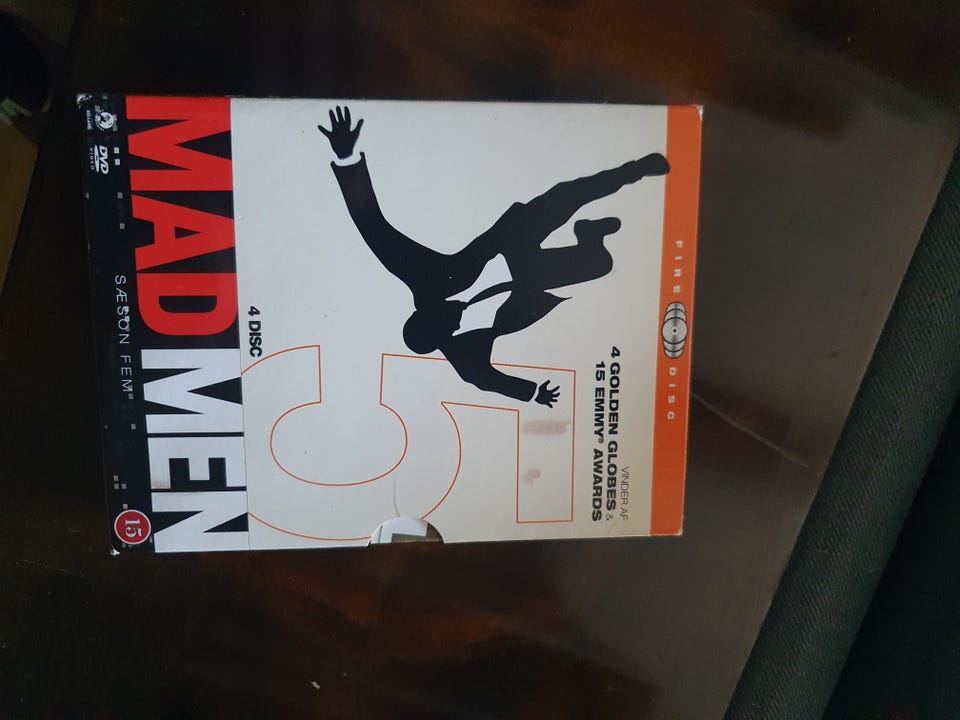 FIRE DISC
VINDER AF
4 GOLDEN GLOBES &
15 EMMY® AWARDS
5
4 DISC
MAD MEN
SÆSON FEM
DVD
VIDEO
15